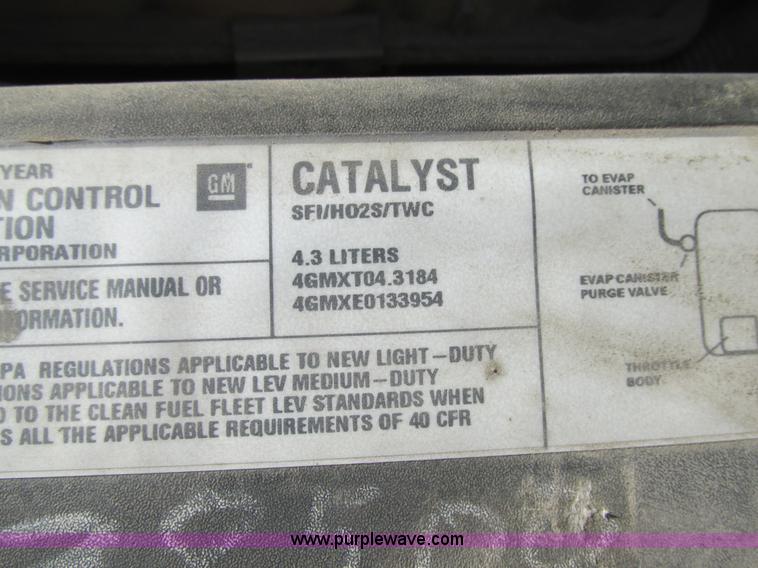 YEAR
N CONTROL
TION
RPORATION
GM
E SERVICE MANUAL OR
ORMATION.
CATALYST
SFI/HO2S/TWC
4.3 LITERS
4GMXT04.3184
4GMXE0133954
PA REGULATIONS APPLICABLE TO NEW LIGHT-DUTY
IONS APPLICABLE TO NEW LEV MEDIUM-DUTY
D TO THE CLEAN FUEL FLEET LEV STANDARDS WHEN
S ALL THE APPLICABLE REQUIREMENTS OF 40 CFR
TO EVAP
CANISTER
EVAP CANISTER
PURGE VALVE
THROTTLE
BODY
www.purplewave.com